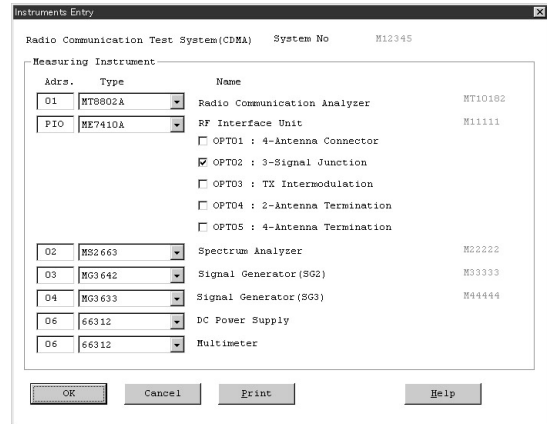 Instruments Entry
Radio Communication Test System(CDMA) System No M12345
Measuring Instrument
Adrs. Type Name
01 MT8802A Radio Communication Analyzer MT10182
PIO ME7410A RF Interface Unit M11111
OPT01 : 4-Antenna Connector
OPT02 : 3-Signal Junction
OPT03 : TX Intermodulation
OPT04 : 2-Antenna Termination
OPT05 : 4-Antenna Termination
02 MS2663 Spectrum Analyzer M22222
03 MG3642 Signal Generator(SG2) M33333
04 MG3633 Signal Generator(SG3) M44444
06 66312 DC Power Supply
06 66312 Multimeter
OK Cancel Print Help